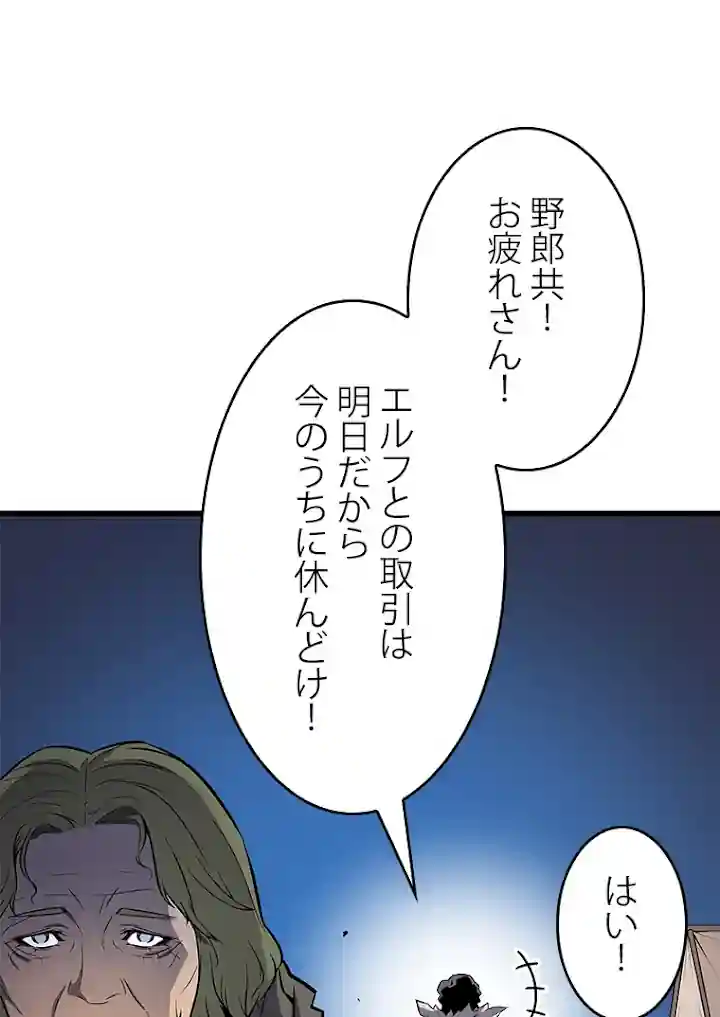 野郎共！
お疲れさん！
エルフとの取引は
明日だから
今のうちに休んどけ！
はい！